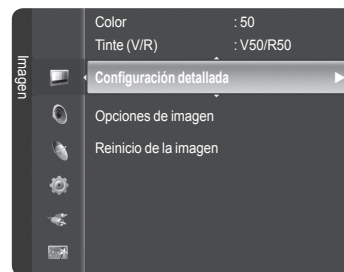 Imagen
Color : 50
Tinte (V/R) : V50/R50
Configuración detallada
Opciones de imagen
Reinicio de la imagen